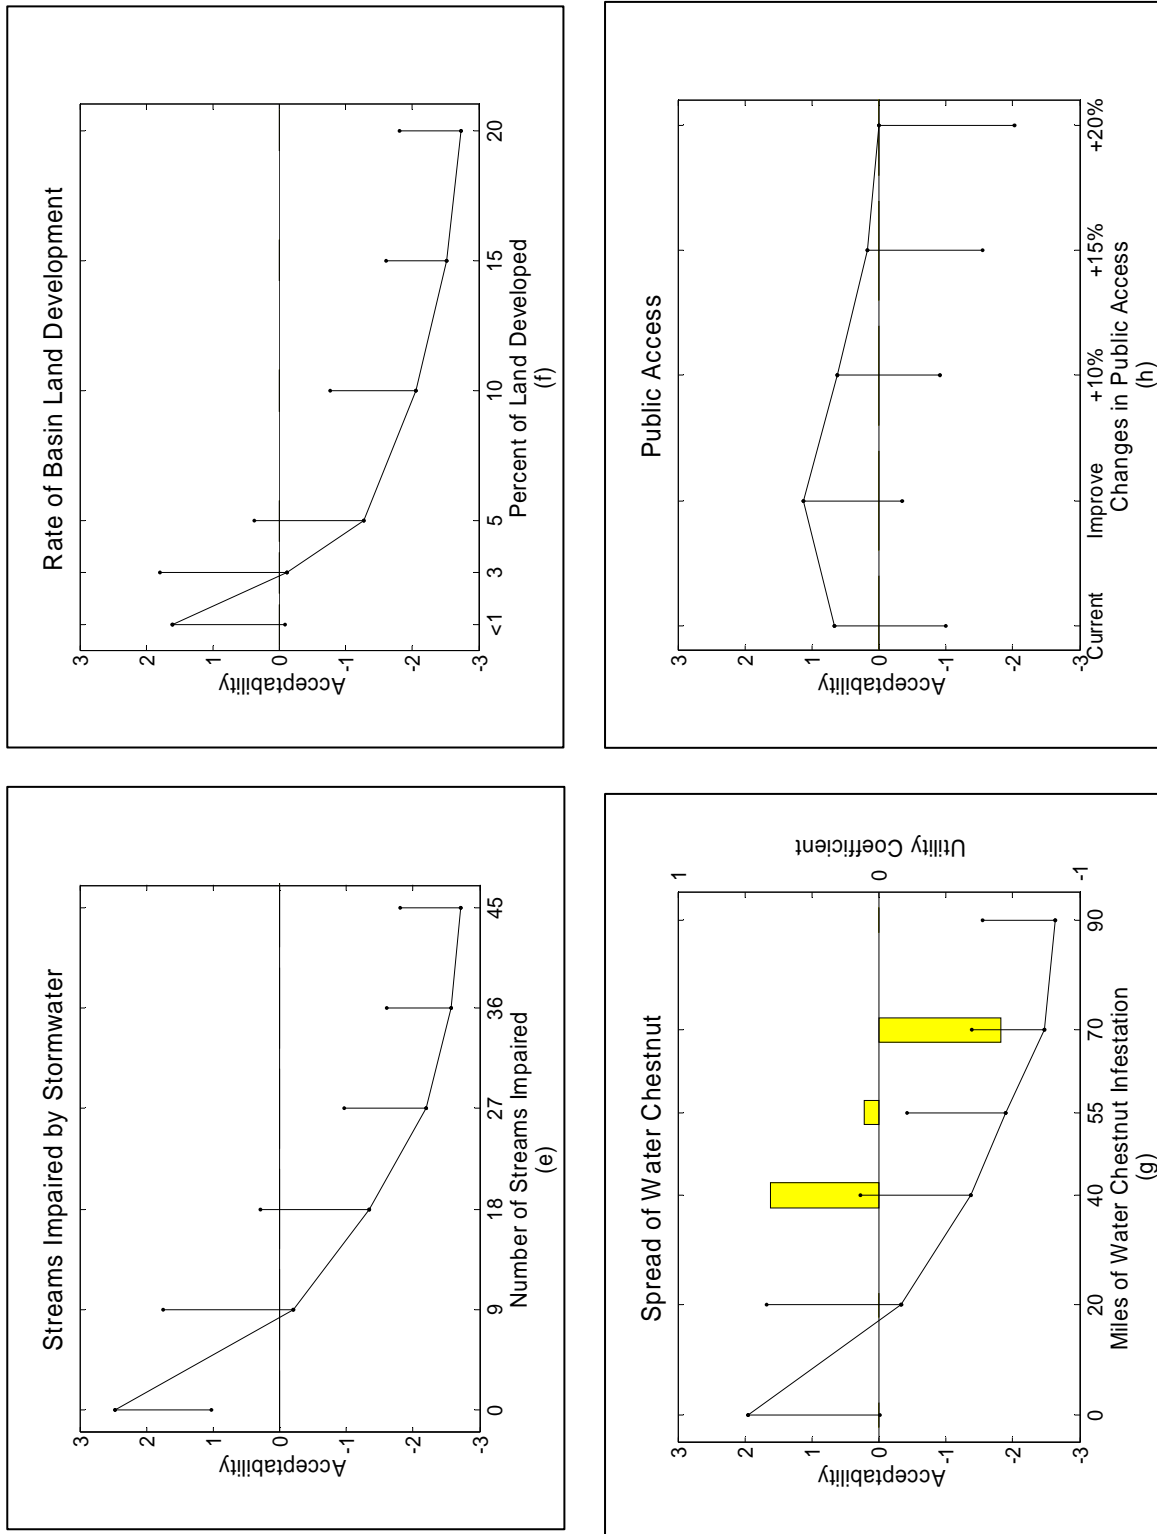 Streams Impaired by Stormwater
3
2
1
0
-1
-2
-3
Acceptability
0 9 18 27 36 45
Number of Streams Impaired
(e)
Rate of Basin Land Development
3
2
1
0
-1
-2
-3
Acceptability
<1 3 5 10 15 20
Percent of Land Developed
(f)
Spread of Water Chestnut
3
2
1
0
-1
-2
-3
Acceptability
1
0
-1
Utility Coefficient
0 20 40 55 70 90
Miles of Water Chestnut Infestation
(g)
Public Access
3
2
1
0
-1
-2
-3
Acceptability
Current Improve +10% +15% +20%
Changes in Public Access
(h)